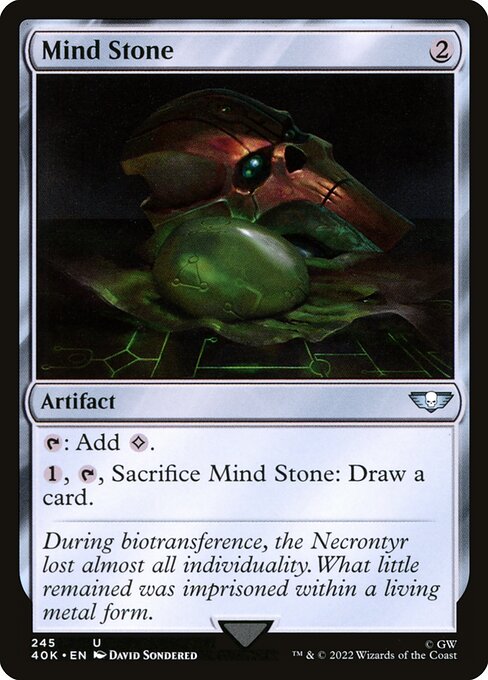 Mind Stone 2
Artifact
: Add .
1, , Sacrifice Mind Stone: Draw a
card.
During biotransference, the Necrontyr
lost almost all individuality. What little
remained was imprisoned within a living
metal form.
245 U © GW
40K • EN David Sondered ™ & © 2022 Wizards of the Coast